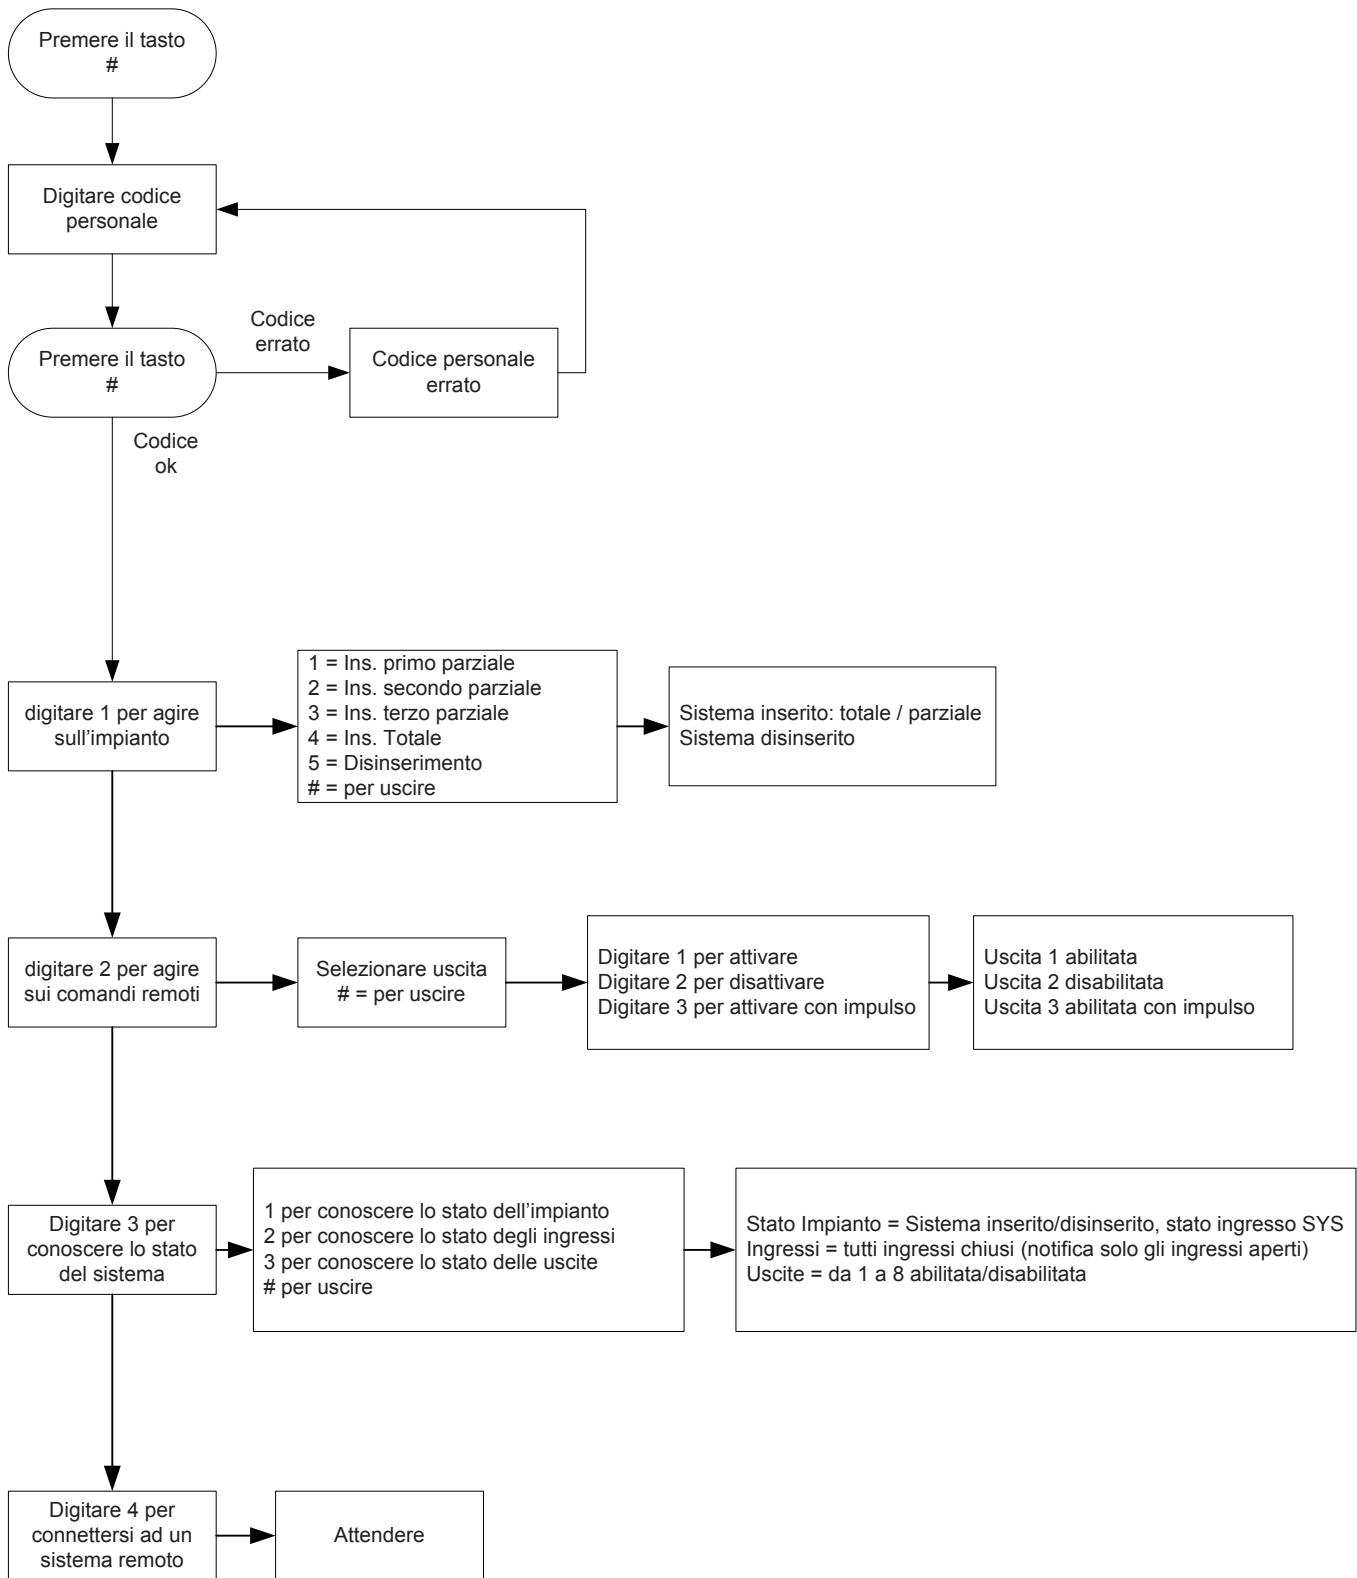 Premere il tasto
#
Digitare codice
personale
Codice
errato
Premere il tasto
#
Codice personale
errato
Codice
ok
digitare 1 per agire
sull'impianto
1 = Ins. primo parziale
2 = Ins. secondo parziale
3 = Ins. terzo parziale
4 = Ins. Totale
5 = Disinserimento
# = per uscire
Sistema inserito: totale / parziale
Sistema disinserito
digitare 2 per agire
sui comandi remoti
Selezionare uscita
# = per uscire
Digitare 1 per attivare
Digitare 2 per disattivare
Digitare 3 per attivare con impulso
Uscita 1 abilitata
Uscita 2 disabilitata
Uscita 3 abilitata con impulso
Digitare 3 per
conoscere lo stato
del sistema
1 per conoscere lo stato dell'impianto
2 per conoscere lo stato degli ingressi
3 per conoscere lo stato delle uscite
# per uscire
Stato Impianto = Sistema inserito/disinserito, stato ingresso SYS
Ingressi = tutti ingressi chiusi (notifica solo gli ingressi aperti)
Uscite = da 1 a 8 abilitata/disabilitata
Digitare 4 per
connettersi ad un
sistema remoto
Attendere